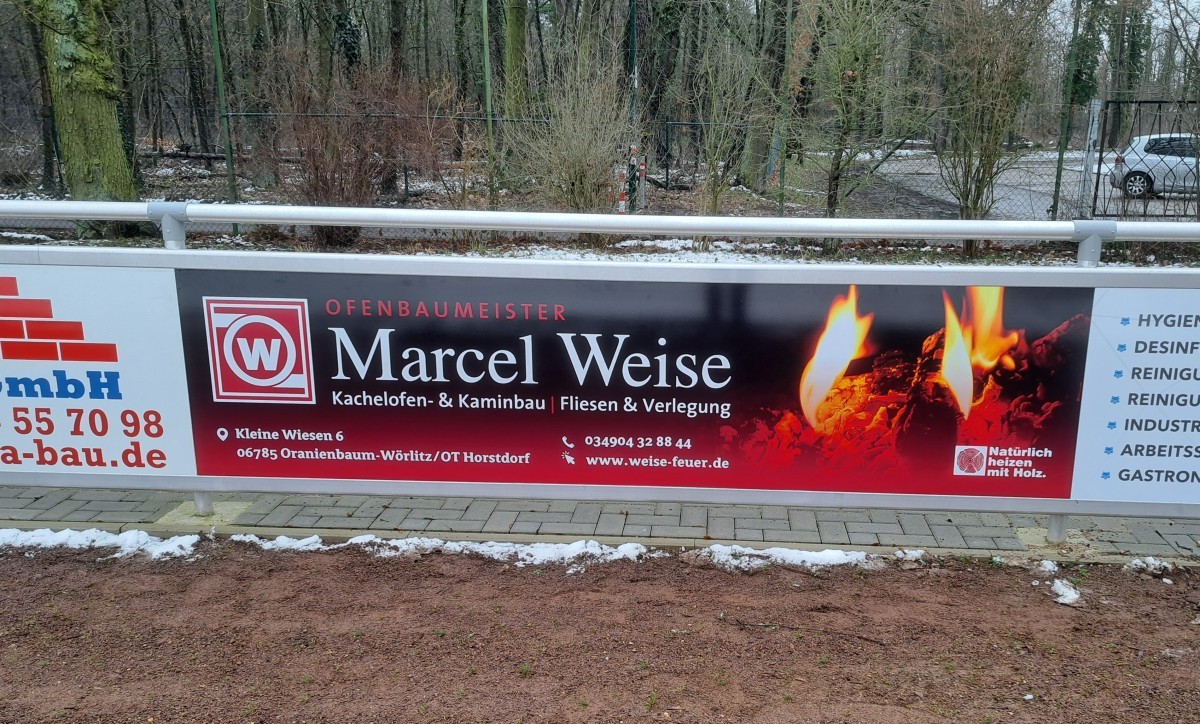 mbH
55 70 98
a-bau.de
W
OFENBAUMEISTER
Marcel Weise
Kachelofen- & Kaminbau | Fliesen & Verlegung
Kleine Wiesen 6
06785 Oranienbaum-Wörlitz/OT Horstdorf
034904 32 88 44
www.weise-feuer.de
Natürlich
heizen
mit Holz.
HYGIEN
DESINF
REINIGU
REINIGU
INDUSTR
ARBEITSS
GASTRON